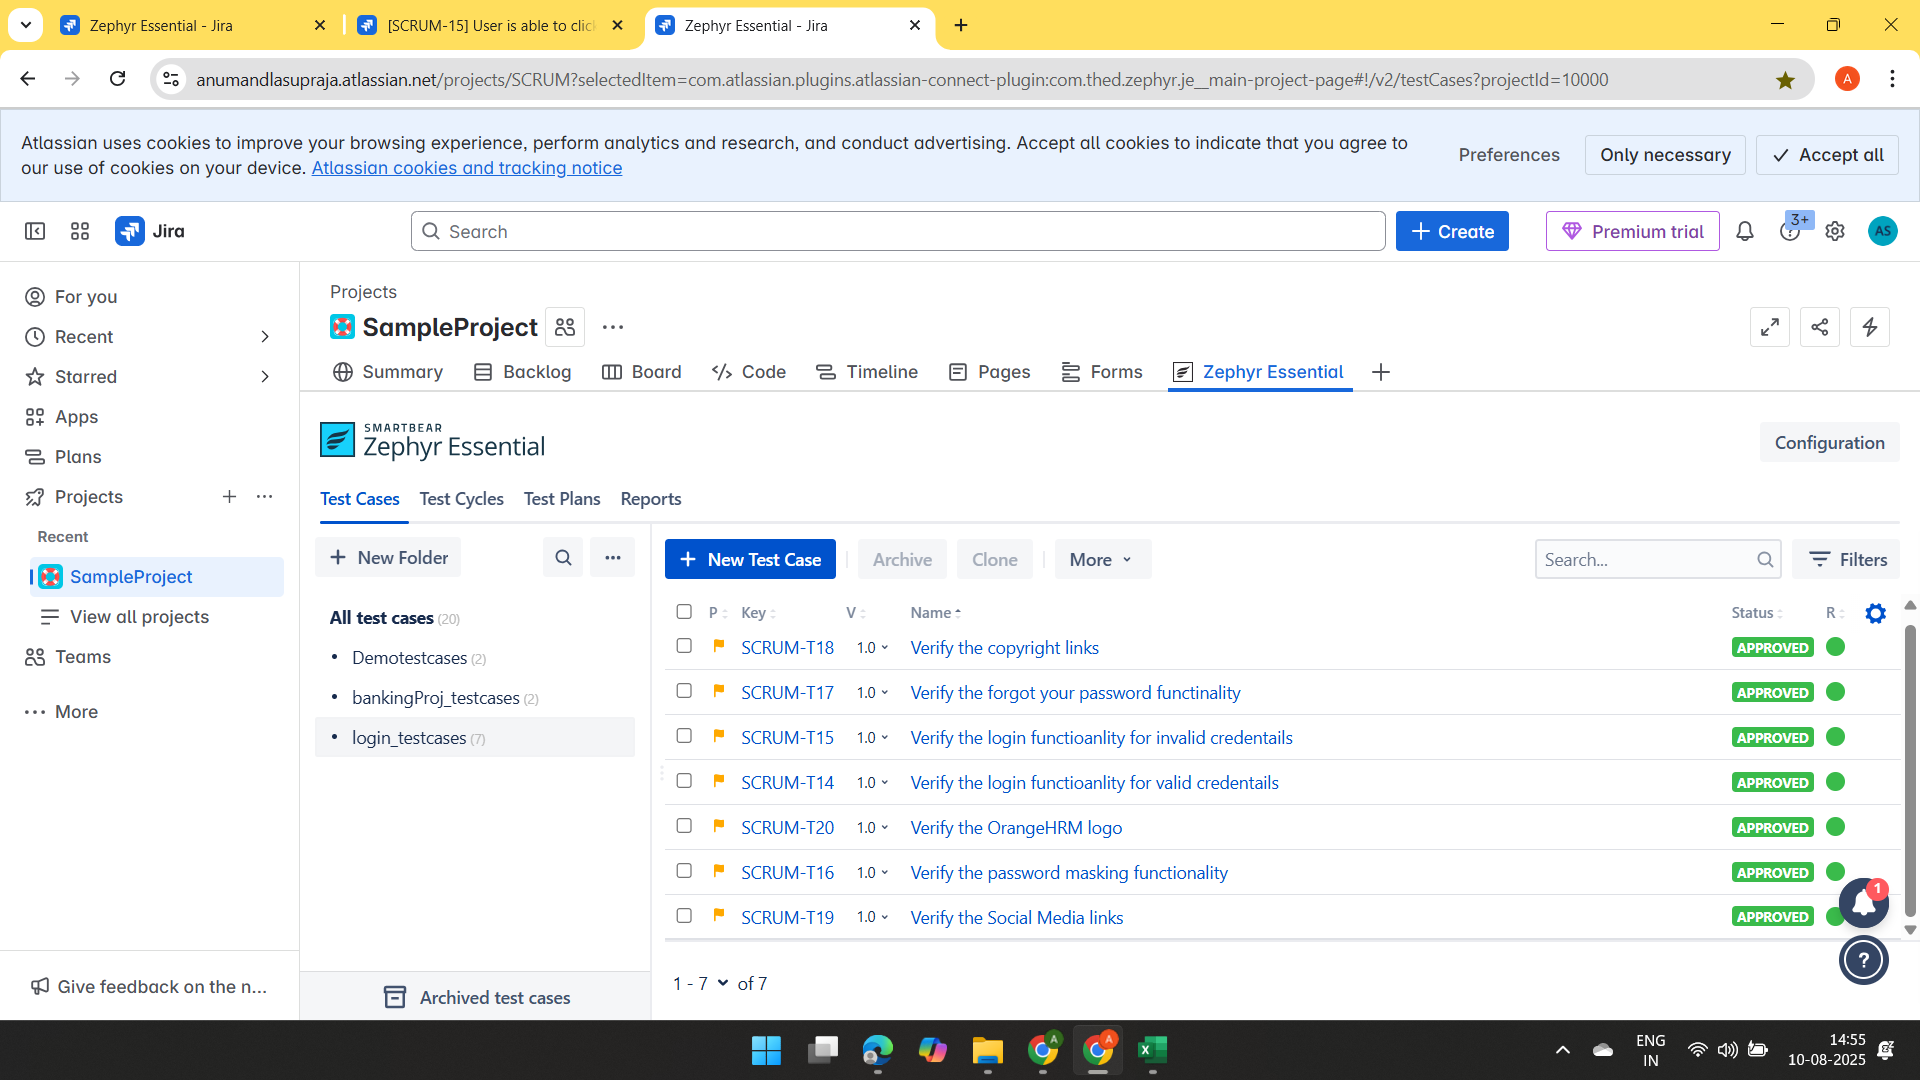 Zephyr Essential - Jira
[SCRUM-15] User is able to clic
Zephyr Essential - Jira
anumandlasupraja.atlassian.net/projects/SCRUM?selectedItem=com.atlassian.plugins.atlassian-connect-plugin:com.thed.zephyr.je__main-project-page#!/v2/testCases?projectId=10000
A
Atlassian uses cookies to improve your browsing experience, perform analytics and research, and conduct advertising. Accept all cookies to indicate that you agree to
our use of cookies on your device. Atlassian cookies and tracking notice
Preferences
Only necessary
Accept all
Jira
Search
Create
Premium trial
3+
AS
For you
Recent
Starred
Apps
Plans
Projects
Recent
SampleProject
View all projects
Teams
More
Give feedback on the n...
Projects
SampleProject
Summary
Backlog
Board
Code
Timeline
Pages
Forms
Zephyr Essential
SMARTBEAR
Zephyr Essential
Configuration
Test Cases
Test Cycles
Test Plans
Reports
New Folder
All test cases (20)
Demotestcases (2)
bankingProj_testcases (2)
login_testcases (7)
Archived test cases
New Test Case
Archive
Clone
More
Search...
Filters
P Key V Name Status R
SCRUM-T18 1.0 Verify the copyright links APPROVED
SCRUM-T17 1.0 Verify the forgot your password functinality APPROVED
SCRUM-T15 1.0 Verify the login functioanlity for invalid credentails APPROVED
SCRUM-T14 1.0 Verify the login functioanlity for valid credentails APPROVED
SCRUM-T20 1.0 Verify the OrangeHRM logo APPROVED
SCRUM-T16 1.0 Verify the password masking functionality APPROVED
SCRUM-T19 1.0 Verify the Social Media links APPROVED
1
?
1 - 7 of 7
A
A
ENG
IN
14:55
10-08-2025